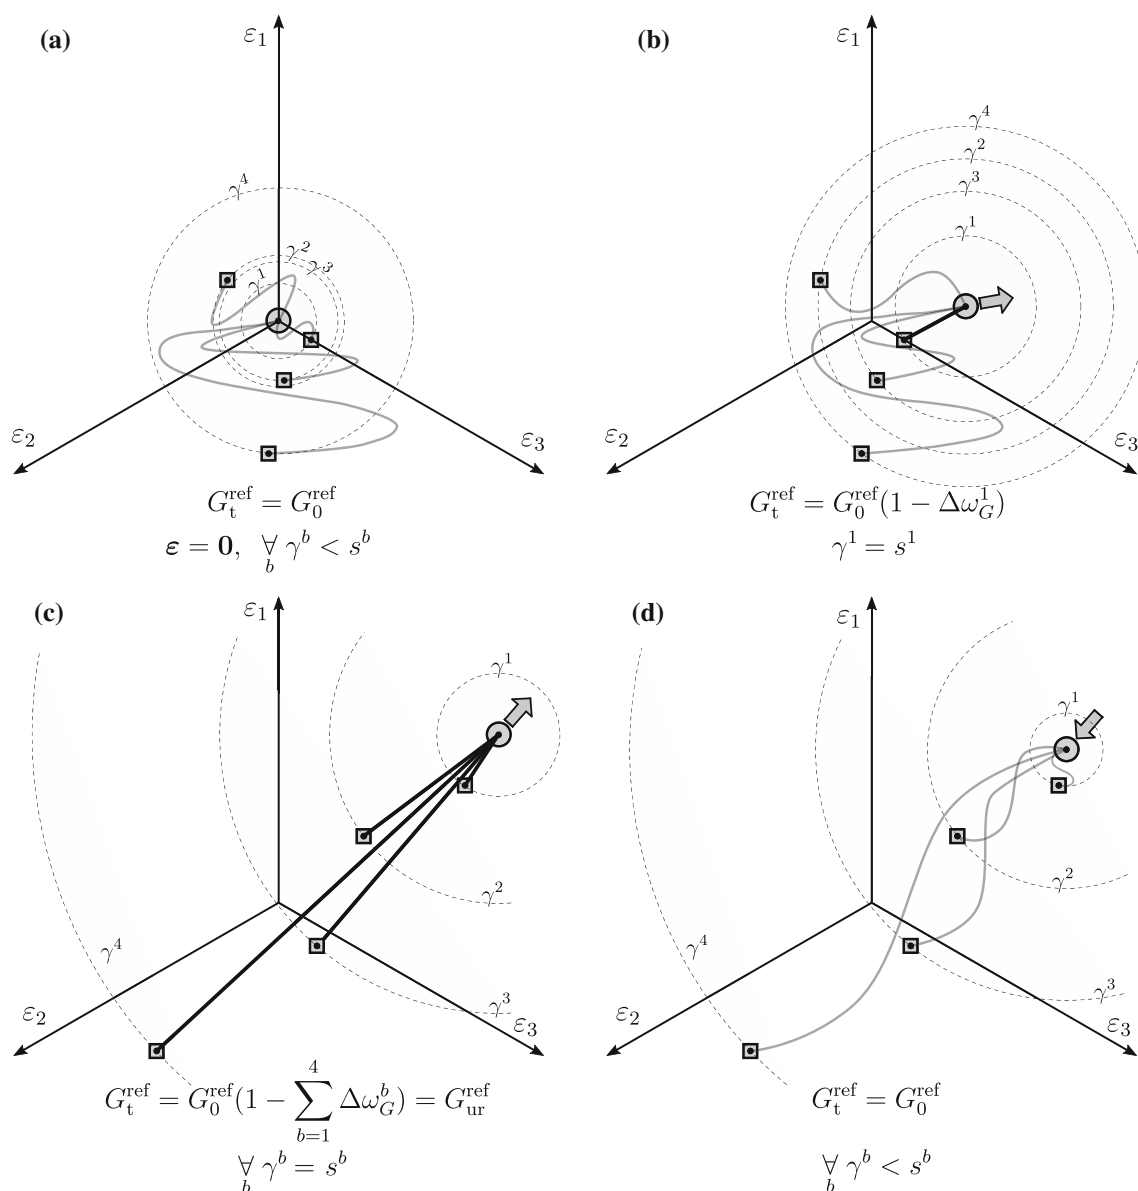 (a)
ε₁
γ⁴
γ²
γ³
γ¹
ε₂
ε₃
G_t^ref = G_0^ref
ε = 0, ∀_b γ^b < s^b
(b)
ε₁
γ⁴
γ²
γ³
γ¹
ε₂
ε₃
G_t^ref = G_0^ref(1 − Δω_G^1)
γ¹ = s¹
(c)
ε₁
γ¹
γ²
γ⁴
γ³
ε₂
ε₃
G_t^ref = G_0^ref(1 − ∑_{b=1}^{4} Δω_G^b) = G_ur^ref
∀_b γ^b = s^b
(d)
ε₁
γ¹
γ²
γ⁴
γ³
ε₂
ε₃
G_t^ref = G_0^ref
∀_b γ^b < s^b